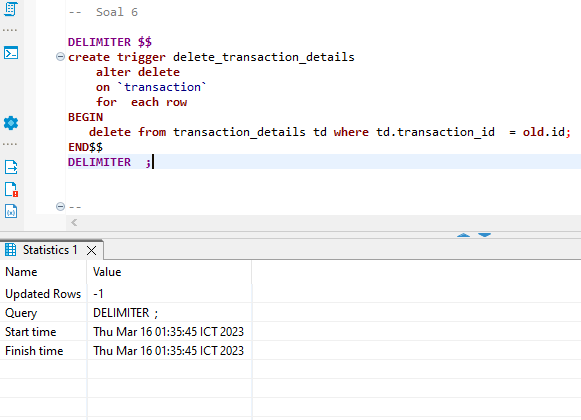 --  Soal 6
DELIMITER $$
create trigger delete_transaction_details
alter delete
on `transaction`
for  each row
BEGIN
delete from transaction_details td where td.transaction_id  = old.id;
END$$
DELIMITER  ;
--
Statistics 1
Name Value
Updated Rows -1
Query DELIMITER  ;
Start time Thu Mar 16 01:35:45 ICT 2023
Finish time Thu Mar 16 01:35:45 ICT 2023